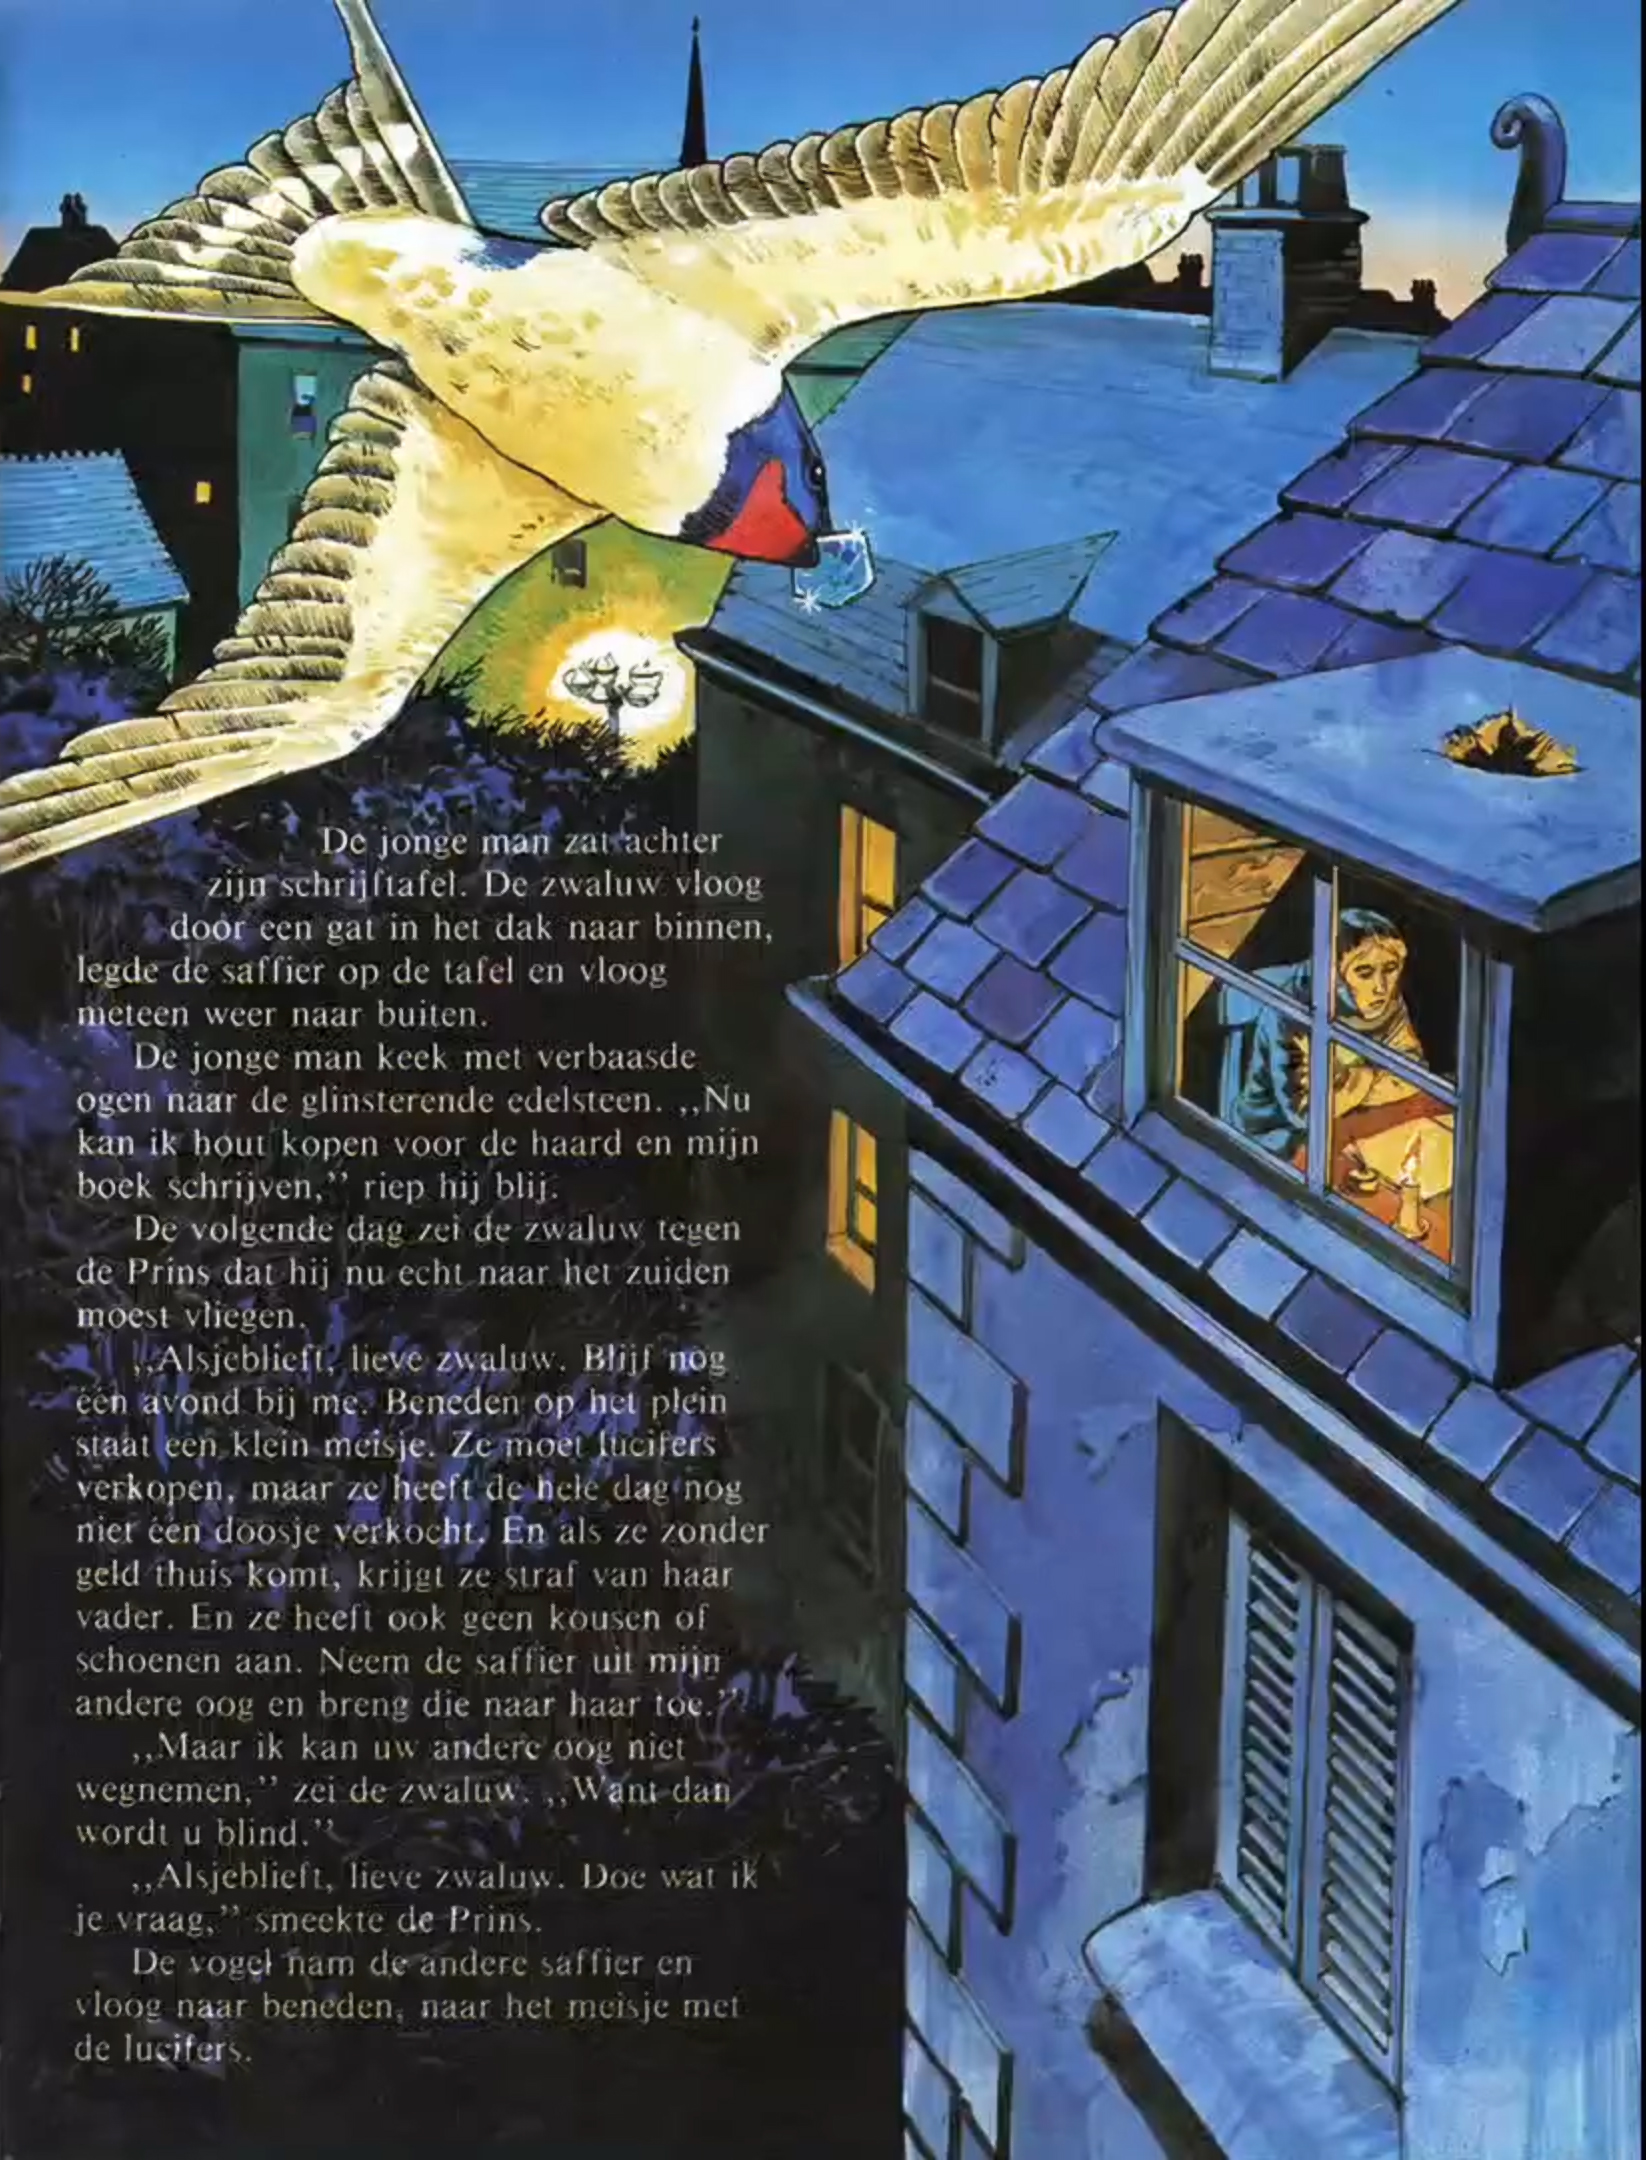 De jonge man zat achter
zijn schrijftafel. De zwaluw vloog
door een gat in het dak naar binnen,
legde de saffier op de tafel en vloog
meteen weer naar buiten.
De jonge man keek met verbaasde
ogen naar de glinsterende edelsteen. ,,Nu
kan ik hout kopen voor de haard en mijn
boek schrijven,” riep hij blij.
De volgende dag zei de zwaluw tegen
de Prins dat hij nu echt naar het zuiden
moest vliegen.
,,Alsjeblieft, lieve zwaluw. Blijf nog
één avond bij me. Beneden op het plein
staat een klein meisje. Ze moet lucifers
verkopen, maar ze heeft de hele dag nog
niet één doosje verkocht. En als ze zonder
geld thuis komt, krijgt ze straf van haar
vader. En ze heeft ook geen kousen of
schoenen aan. Neem de saffier uit mijn
andere oog en breng die naar haar toe.”
,,Maar ik kan uw andere oog niet
wegnemen,” zei de zwaluw. ,,Want dan
wordt u blind.”
,,Alsjeblieft, lieve zwaluw. Doe wat ik
je vraag,” smeekte de Prins.
De vogel nam de andere saffier en
vloog naar beneden, naar het meisje met
de lucifers.